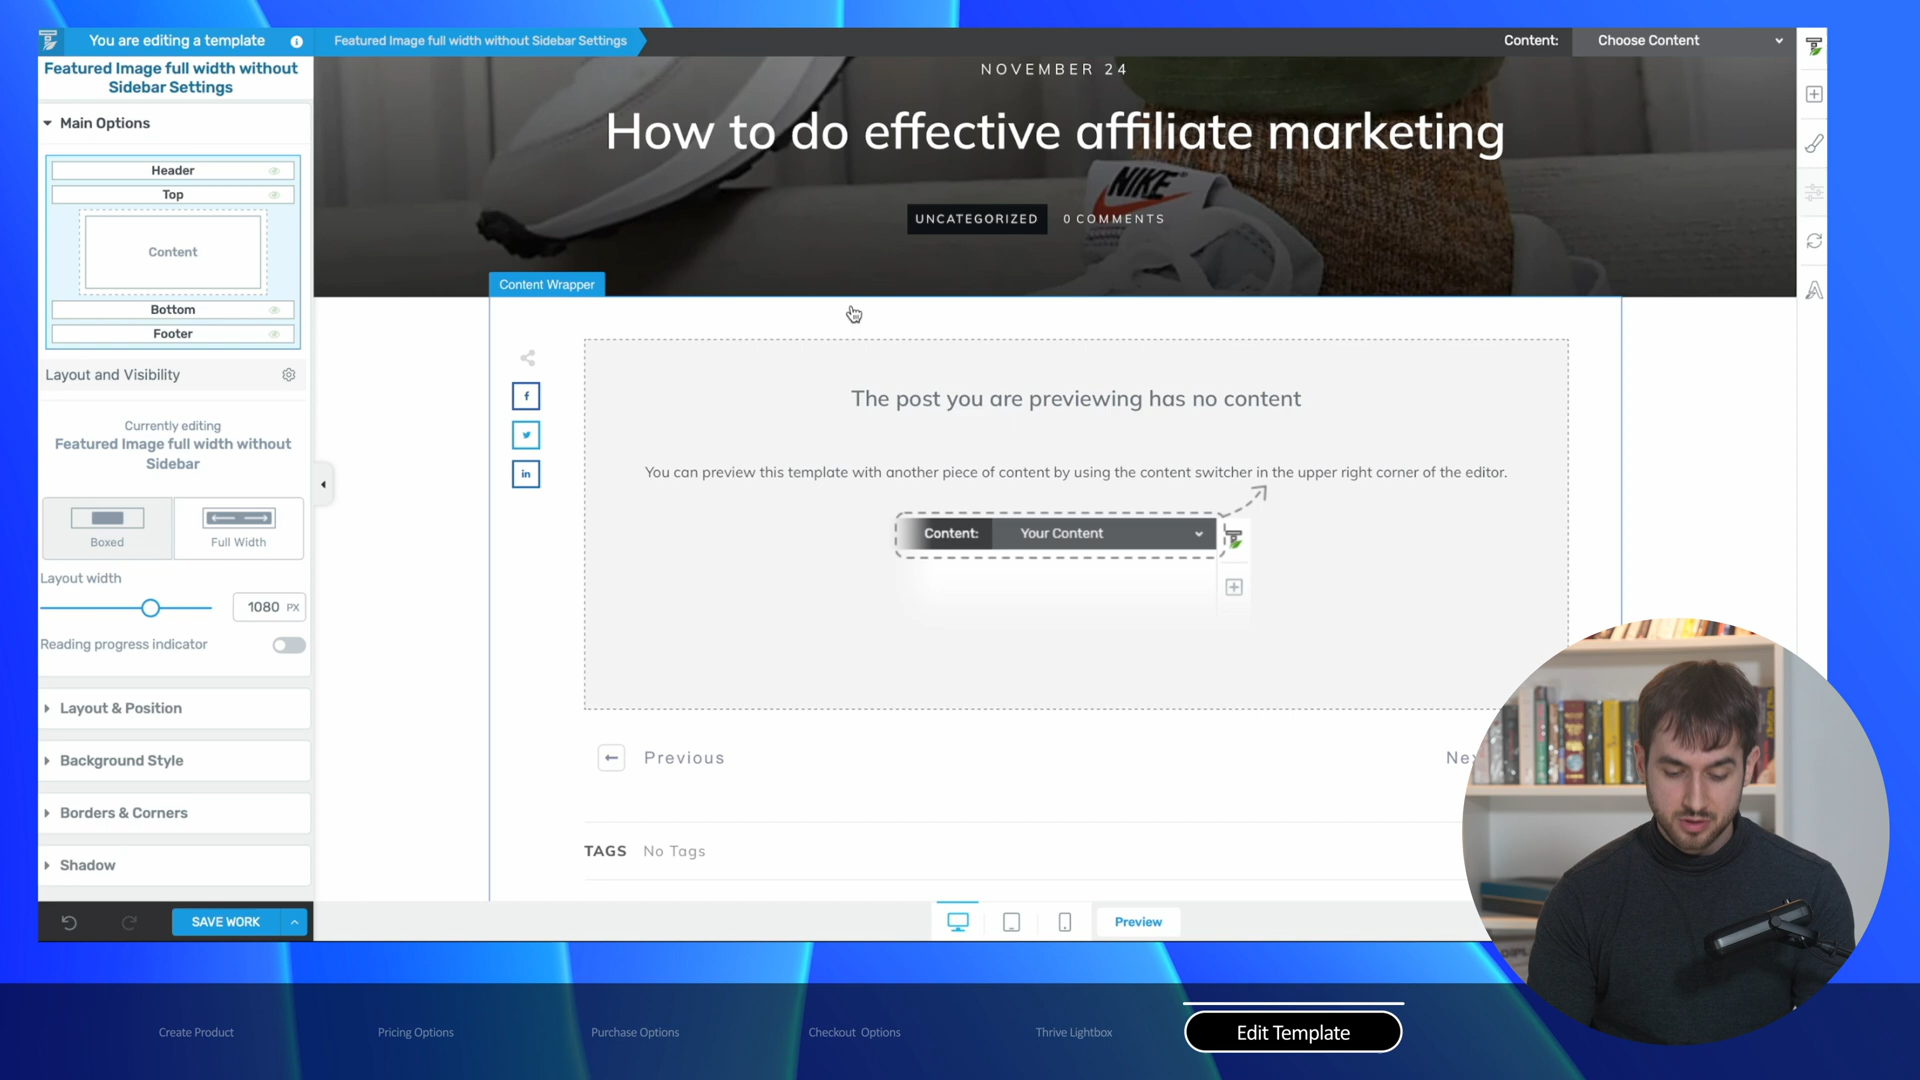 You are editing a template
Featured Image full width without Sidebar Settings
Content:
Choose Content
Featured Image full width without
Sidebar Settings
Main Options
Header
Top
Content
Bottom
Footer
Layout and Visibility
Currently editing
Featured Image full width without
Sidebar
Boxed
Full Width
Layout width
1080 PX
Reading progress indicator
Layout & Position
Background Style
Borders & Corners
Shadow
SAVE WORK
NOVEMBER 24
How to do effective affiliate marketing
NIKE
UNCATEGORIZED
0 COMMENTS
Content Wrapper
The post you are previewing has no content
You can preview this template with another piece of content by using the content switcher in the upper right corner of the editor.
Content:
Your Content
Previous
TAGS
No Tags
Preview
Create Product
Pricing Options
Purchase Options
Checkout Options
Thrive Lightbox
Edit Template